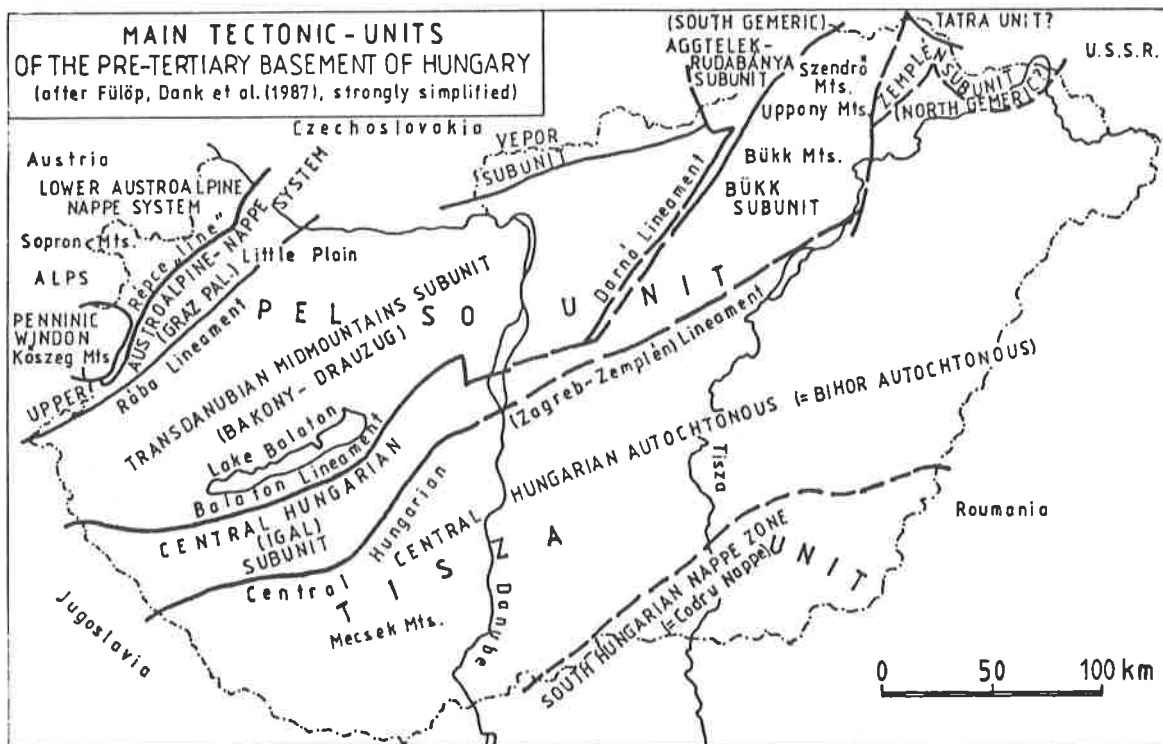 MAIN TECTONIC-UNITS
OF THE PRE-TERTIARY BASEMENT OF HUNGARY
(after Fülöp, Dank et al.(1987), strongly simplified)
(SOUTH GEMERIC)
AGGTELEK-
RUDABÁNYA
SUBUNIT
TATRA UNIT?
U.S.S.R.
Szendrő
Mts.
Uppony Mts.
ZEMPLÉN
SUBUNIT
(NORTH GEMERIC?)
Czechoslovakia
VEPOR
SUBUNIT
Bükk Mts.
BÜKK
SUBUNIT
Austria
LOWER AUSTROALPINE
NAPPE SYSTEM
Sopron Mts.
ALPS
Répce „line"
PENNINIC
WINDOW
Kőszeg Mts.
UPPER AUSTROALPINE-NAPPE SYSTEM
(GRAZ PAL.)
Rába Lineament
Little Plain
PELSO UNIT
Darnó Lineament
TRANSDANUBIAN MIDMOUNTAINS SUBUNIT
(BAKONY-DRAUZUG)
Lake Balaton
Balaton Lineament
CENTRAL HUNGARIAN
(IGAL)
SUBUNIT
Central Hungarian (Zagreb-Zemplén) Lineament
CENTRAL HUNGARIAN AUTOCHTONOUS (=BIHOR AUTOCHTONOUS)
TISZA UNIT
Mecsek Mts.
Danube
Tisza
SOUTH HUNGARIAN NAPPE ZONE
(=Codru Nappe)
Roumania
Jugoslavia
0 50 100 km